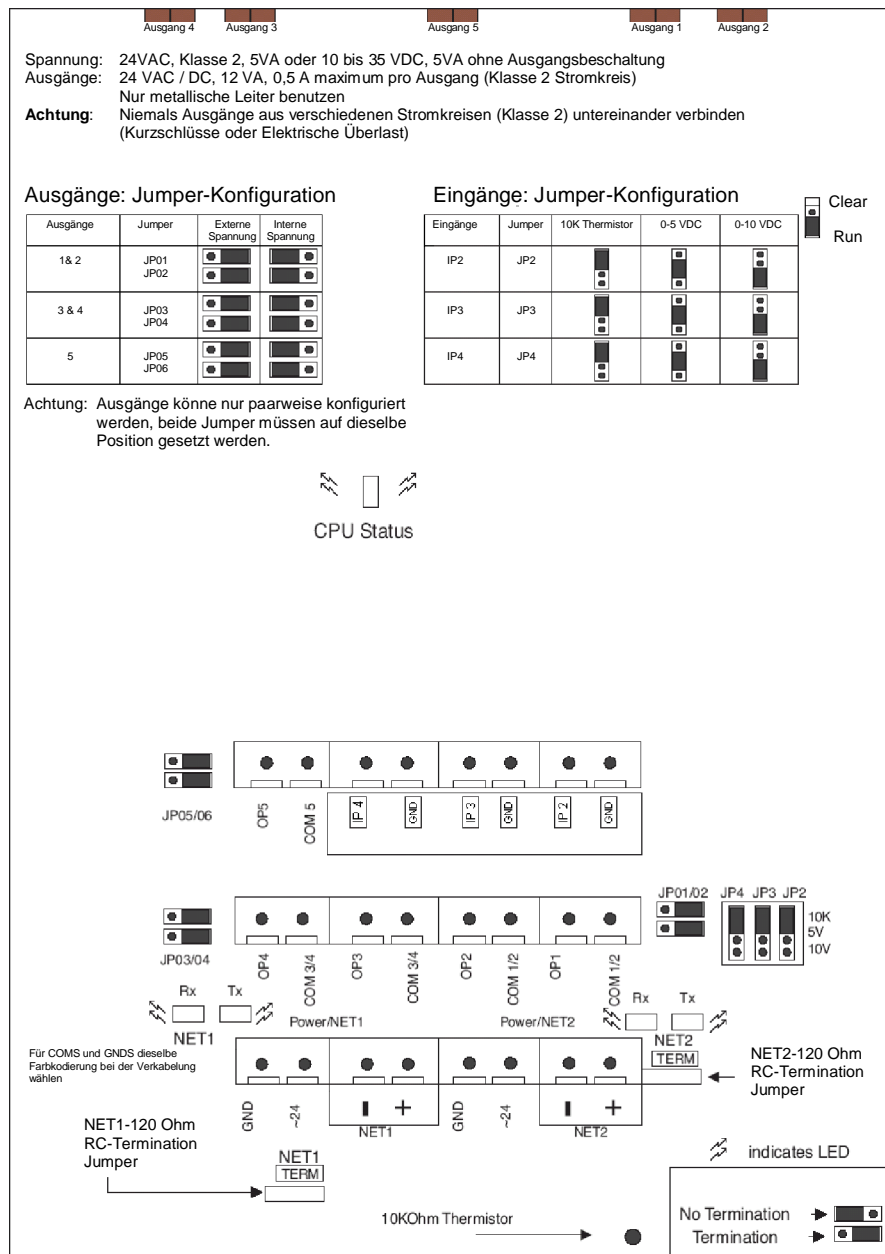 Ausgang 4 Ausgang 3 Ausgang 5 Ausgang 1 Ausgang 2
Spannung: 24VAC, Klasse 2, 5VA oder 10 bis 35 VDC, 5VA ohne Ausgangsbeschaltung
Ausgänge: 24 VAC / DC, 12 VA, 0,5 A maximum pro Ausgang (Klasse 2 Stromkreis)
Nur metallische Leiter benutzen
Achtung: Niemals Ausgänge aus verschiedenen Stromkreisen (Klasse 2) untereinander verbinden
(Kurzschlüsse oder Elektrische Überlast)
Ausgänge: Jumper-Konfiguration
Ausgänge Jumper Externe Spannung Interne Spannung
1& 2 JP01
JP02
3 & 4 JP03
JP04
5 JP05
JP06
Eingänge: Jumper-Konfiguration
Clear
Run
Eingänge Jumper 10K Thermistor 0-5 VDC 0-10 VDC
IP2 JP2
IP3 JP3
IP4 JP4
Achtung: Ausgänge könne nur paarweise konfiguriert
werden, beide Jumper müssen auf dieselbe
Position gesetzt werden.
CPU Status
JP05/06
OP5 COM 5 IP 4 GND IP 3 GND IP 2 GND
JP01/02 JP4 JP3 JP2
10K
5V
10V
JP03/04
OP4 COM 3/4 OP3 COM 3/4 OP2 COM 1/2 OP1 COM 1/2
Rx Tx
NET1
Power/NET1 Power/NET2
Rx Tx
NET2
TERM
Für COMS und GNDS dieselbe
Farbkodierung bei der Verkabelung
wählen
NET2-120 Ohm
RC-Termination
Jumper
GND ~24 - + GND ~24 - +
NET1 NET2
NET1-120 Ohm
RC-Termination
Jumper
NET1
TERM
indicates LED
10KOhm Thermistor
No Termination
Termination